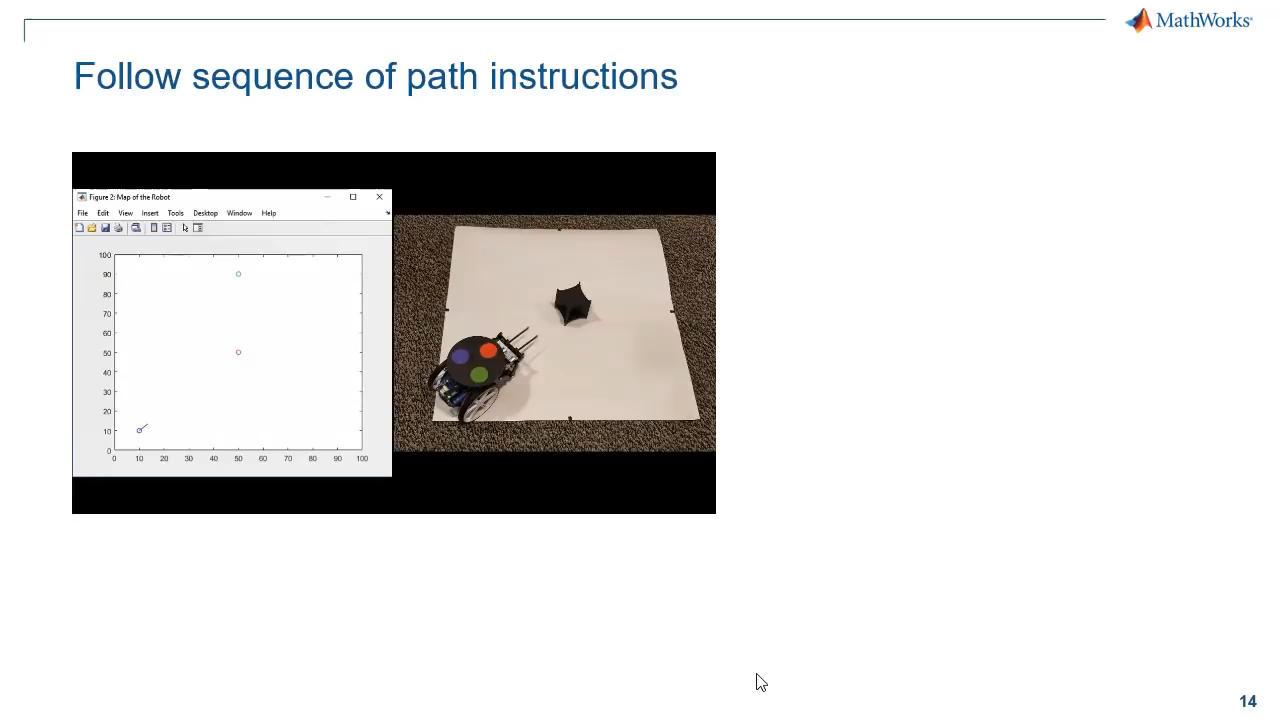 MathWorks®
Follow sequence of path instructions
Figure 2: Map of the Robot
File Edit View Insert Tools Desktop Window Help
100
90
80
70
60
50
40
30
20
10
0
0 10 20 30 40 50 60 70 80 90 100
14